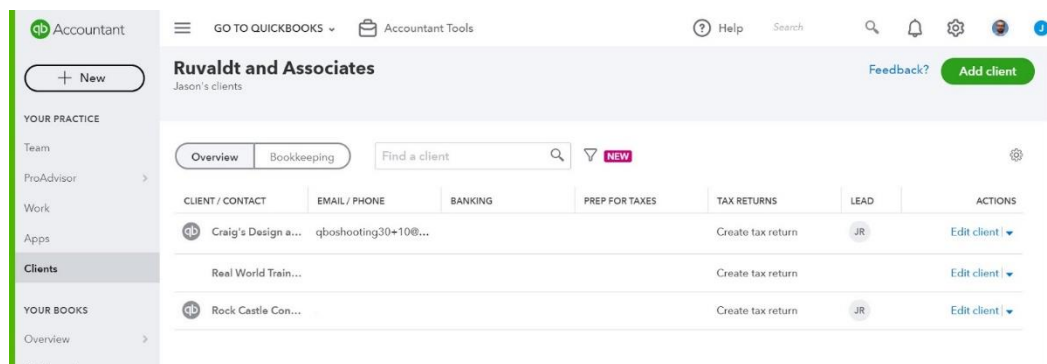 qb Accountant
GO TO QUICKBOOKS
Accountant Tools
? Help
Search
J
+ New
Ruvaldt and Associates
Jason's clients
Feedback?
Add client
YOUR PRACTICE
Team
ProAdvisor
Work
Apps
Clients
YOUR BOOKS
Overview
Overview
Bookkeeping
Find a client
NEW
CLIENT / CONTACT EMAIL / PHONE BANKING PREP FOR TAXES TAX RETURNS LEAD ACTIONS
qb Craig's Design a... qboshooting30+10@... Create tax return JR Edit client
Real World Train... Create tax return Edit client
qb Rock Castle Con... Create tax return JR Edit client